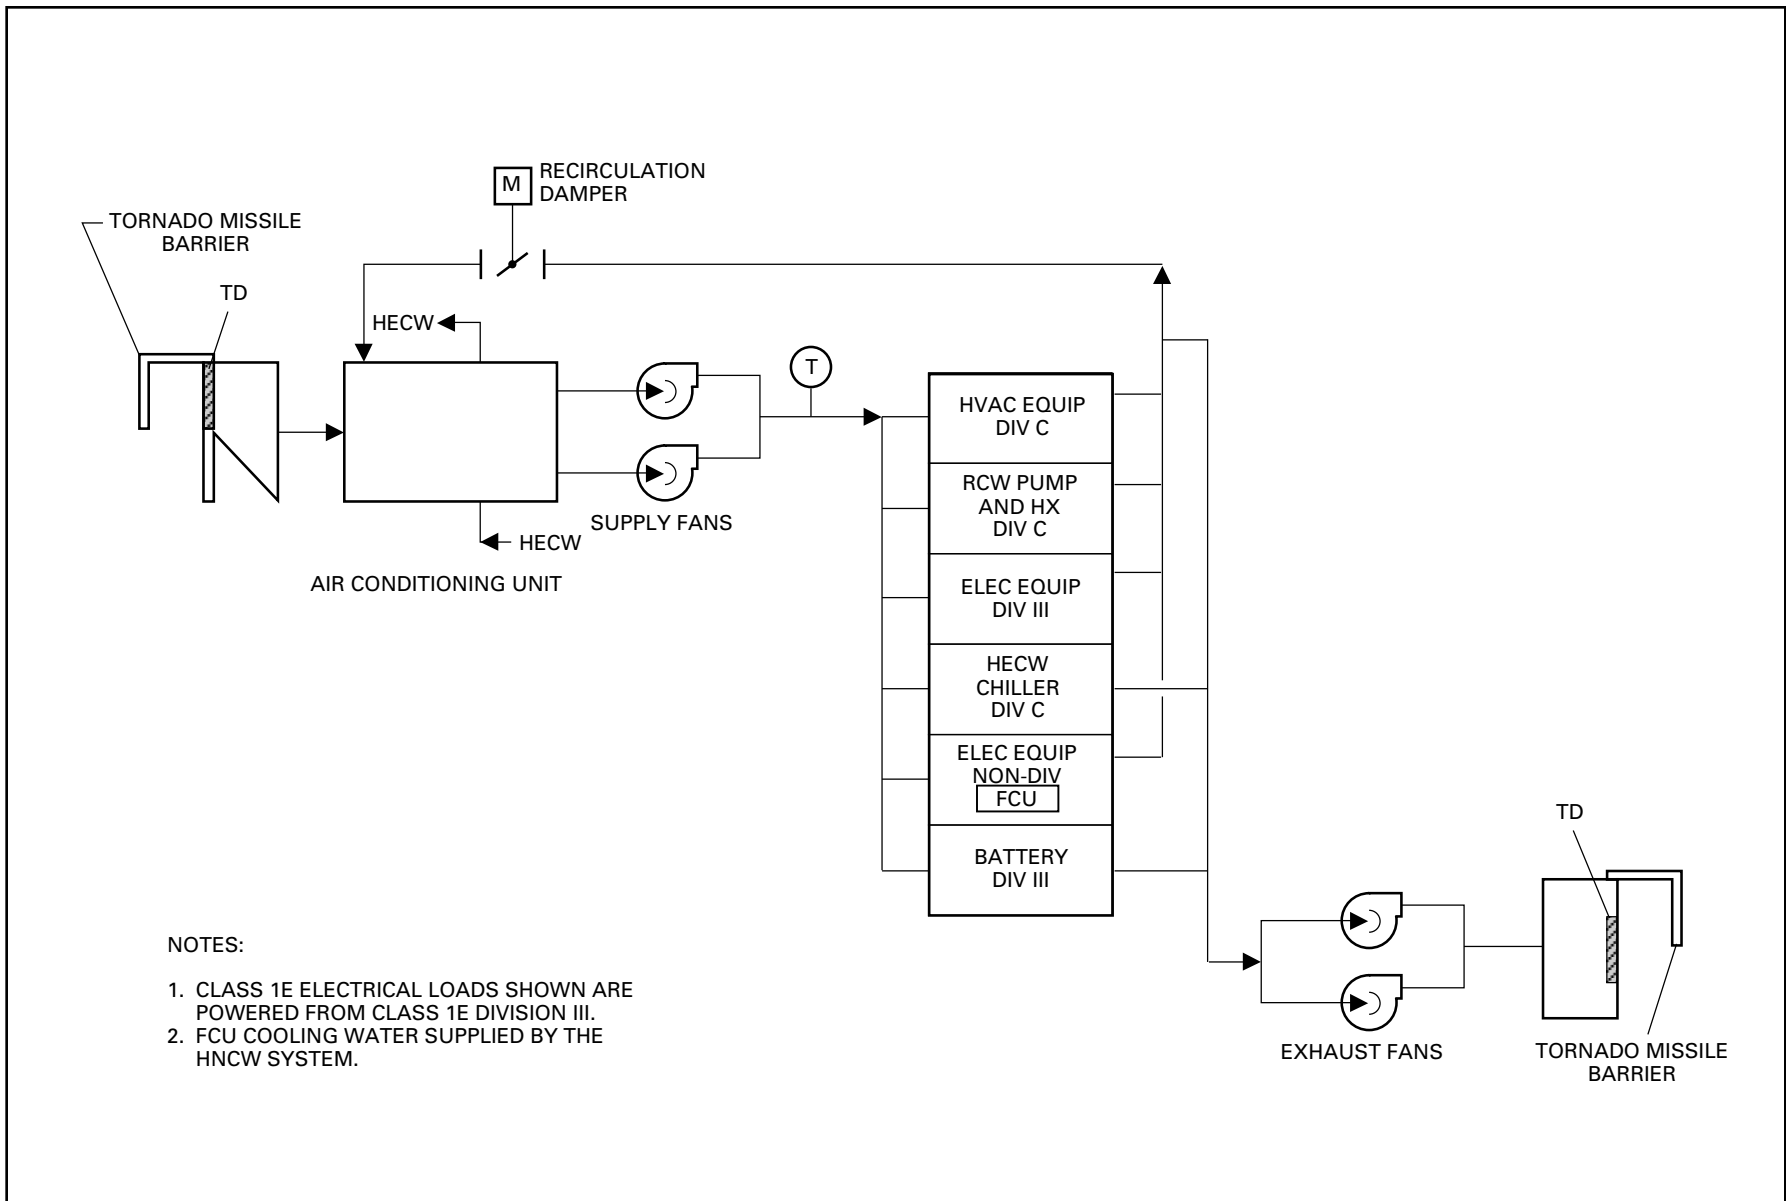 M
RECIRCULATION
DAMPER
TORNADO MISSILE
BARRIER
TD
HECW
T
SUPPLY FANS
HECW
AIR CONDITIONING UNIT
HVAC EQUIP
DIV C
RCW PUMP
AND HX
DIV C
ELEC EQUIP
DIV III
HECW
CHILLER
DIV C
ELEC EQUIP
NON-DIV
FCU
BATTERY
DIV III
TD
EXHAUST FANS
TORNADO MISSILE
BARRIER
NOTES:
1. CLASS 1E ELECTRICAL LOADS SHOWN ARE
POWERED FROM CLASS 1E DIVISION III.
2. FCU COOLING WATER SUPPLIED BY THE
HNCW SYSTEM.